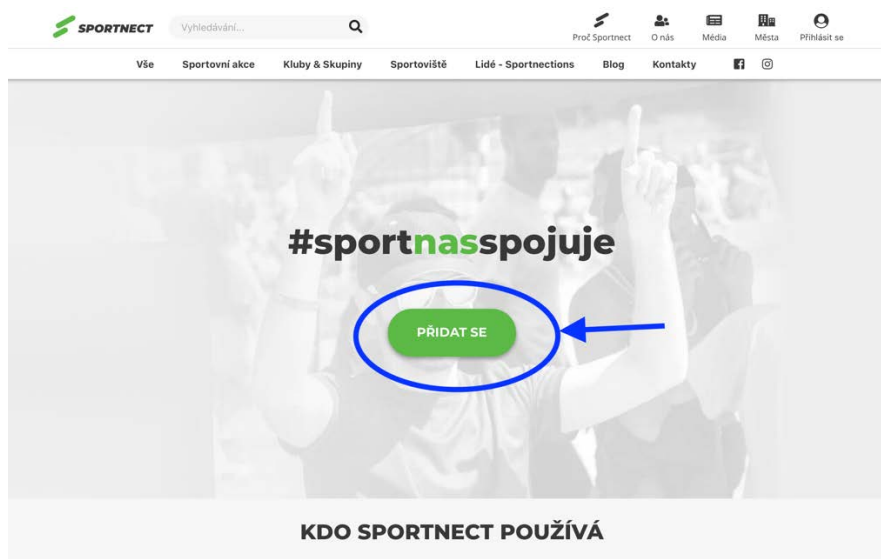 SPORTNECT
Vyhledávání...
Proč Sportnect
O nás
Média
Města
Přihlásit se
Vše
Sportovní akce
Kluby & Skupiny
Sportoviště
Lidé - Sportnections
Blog
Kontakty
#sportnasspojuje
PŘIDAT SE
KDO SPORTNECT POUŽÍVÁ